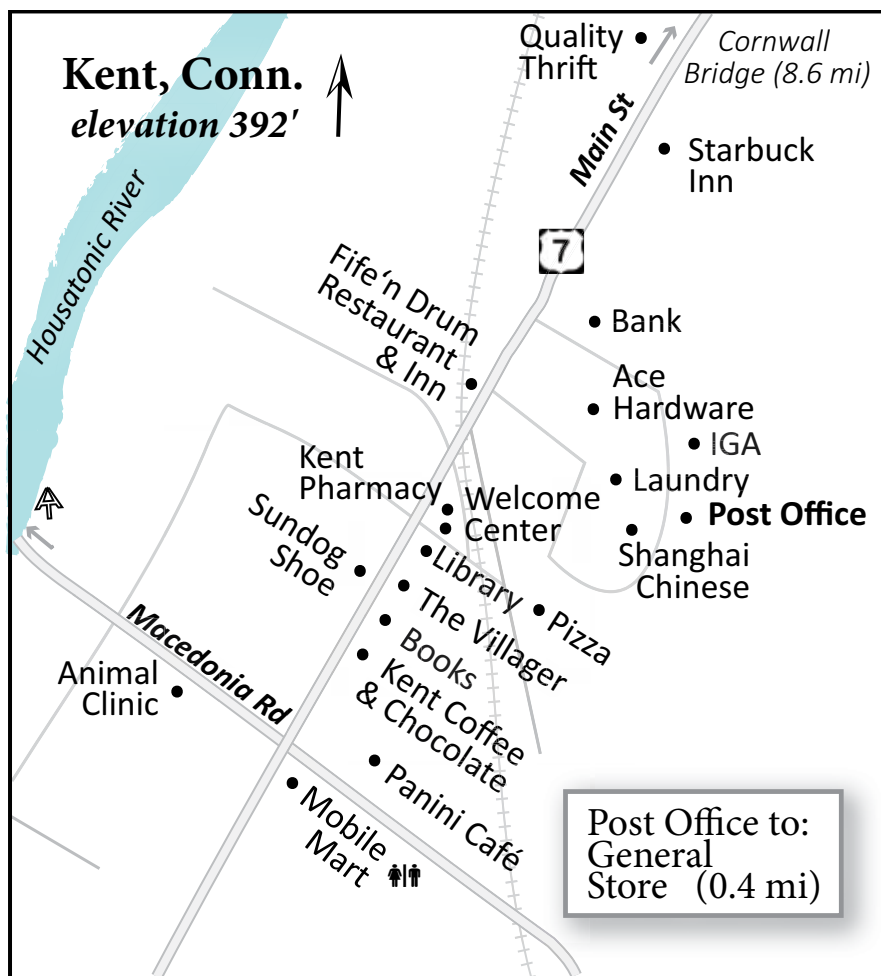 Kent, Conn.
elevation 392'
Quality
Thrift
Cornwall
Bridge (8.6 mi)
Main St
Starbuck
Inn
Housatonic River
7
Fife‘n Drum
Restaurant
& Inn
Bank
Ace
Hardware
IGA
Kent
Pharmacy
Welcome
Center
Laundry
Post Office
Sundog
Shoe
Shanghai
Chinese
Library
The Villager
Pizza
Books
Macedonia Rd
Kent Coffee
& Chocolate
Animal
Clinic
Panini Café
Mobile
Mart
Post Office to:
General
Store (0.4 mi)